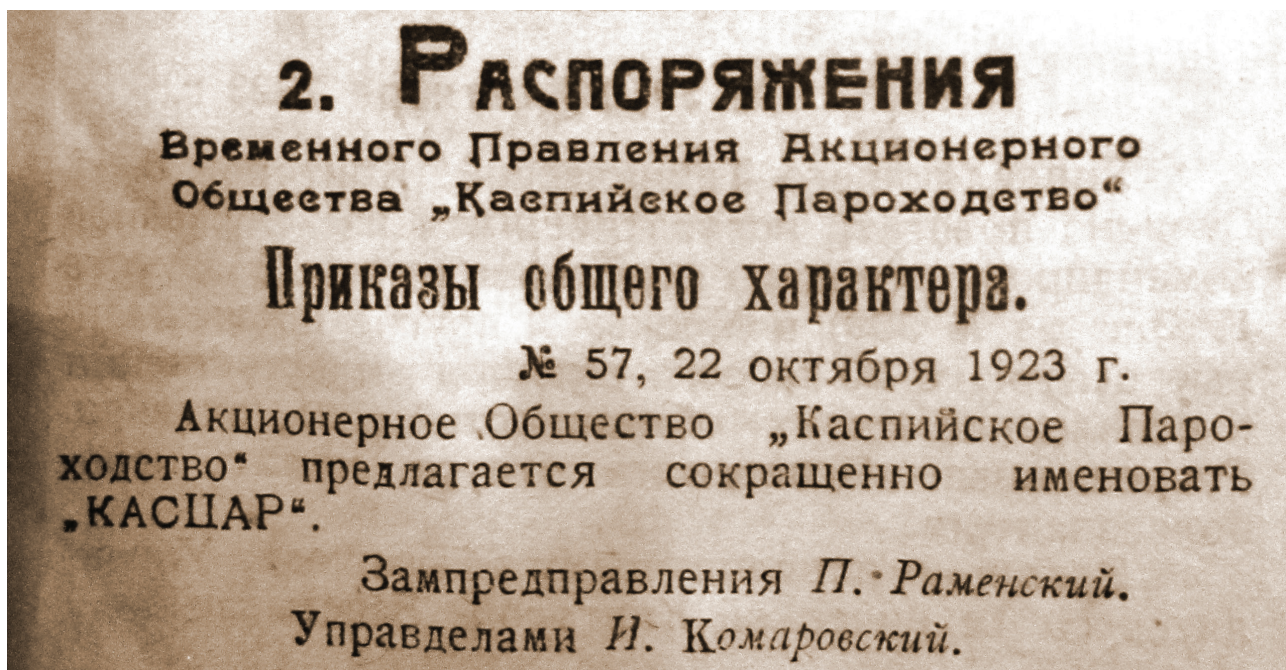 2. РАСПОРЯЖЕНИЯ
Временного Правления Акционерного
Общества „Каспийское Пароходство“
Приказы общего характера.
№ 57, 22 октября 1923 г.
Акционерное Общество „Каспийское Паро-
ходство“ предлагается сокращенно именовать
„КАСПАР“.
Зампредправления П. Раменский.
Управделами И. Комаровский.